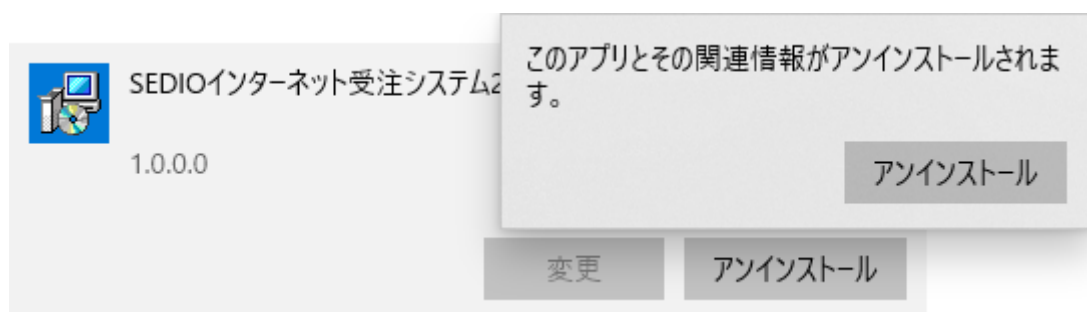 SEDIOインターネット受注システム2
1.0.0.0
このアプリとその関連情報がアンインストールされま
す。
アンインストール
変更
アンインストール